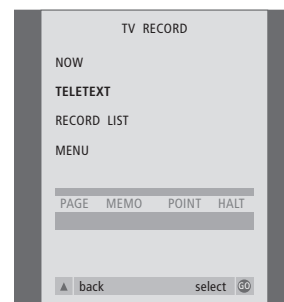 TV RECORD
NOW
TELETEXT
RECORD LIST
MENU
PAGE MEMO POINT HALT
▲ back select GO